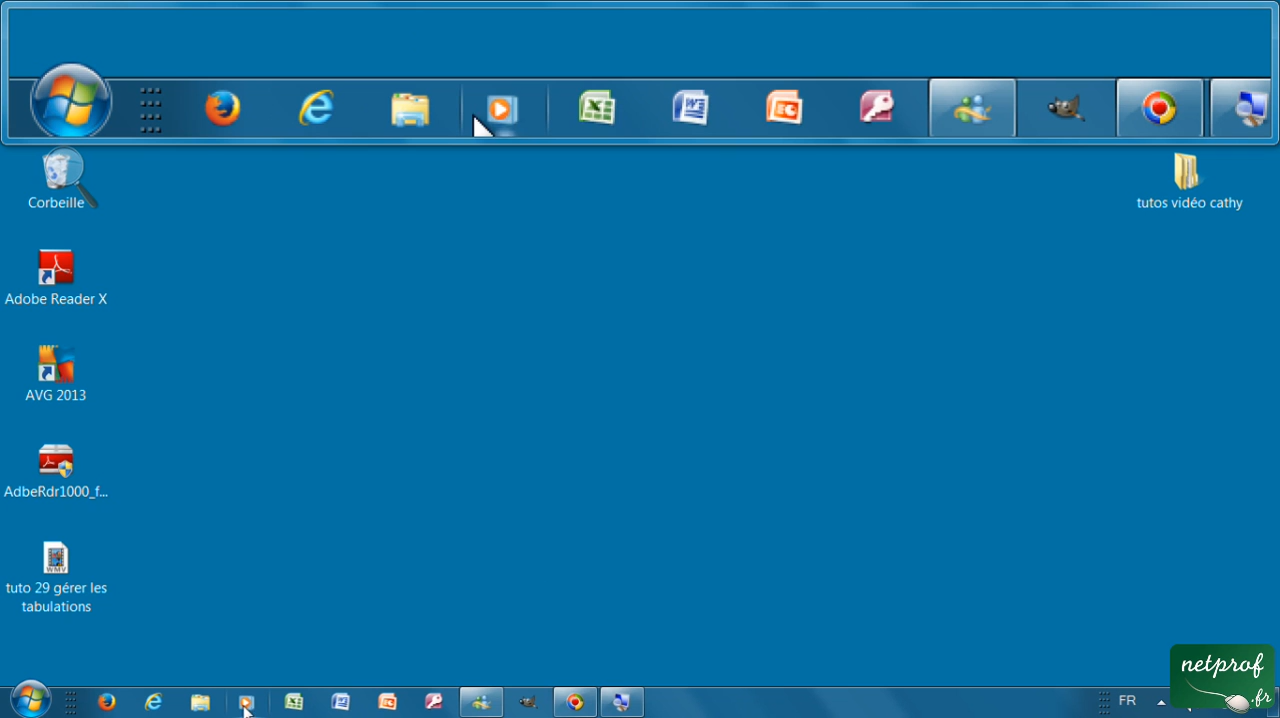 Corbeille
tutos vidéo cathy
Adobe Reader X
AVG 2013
AdbeRdr1000_f...
WMV
tuto 29 gérer les
tabulations
FR
netprof
.fr